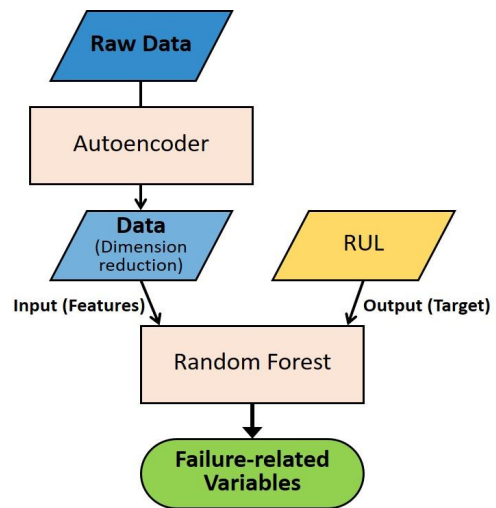 Raw Data
Autoencoder
Data
(Dimension
reduction)
RUL
Input (Features)
Output (Target)
Random Forest
Failure-related
Variables